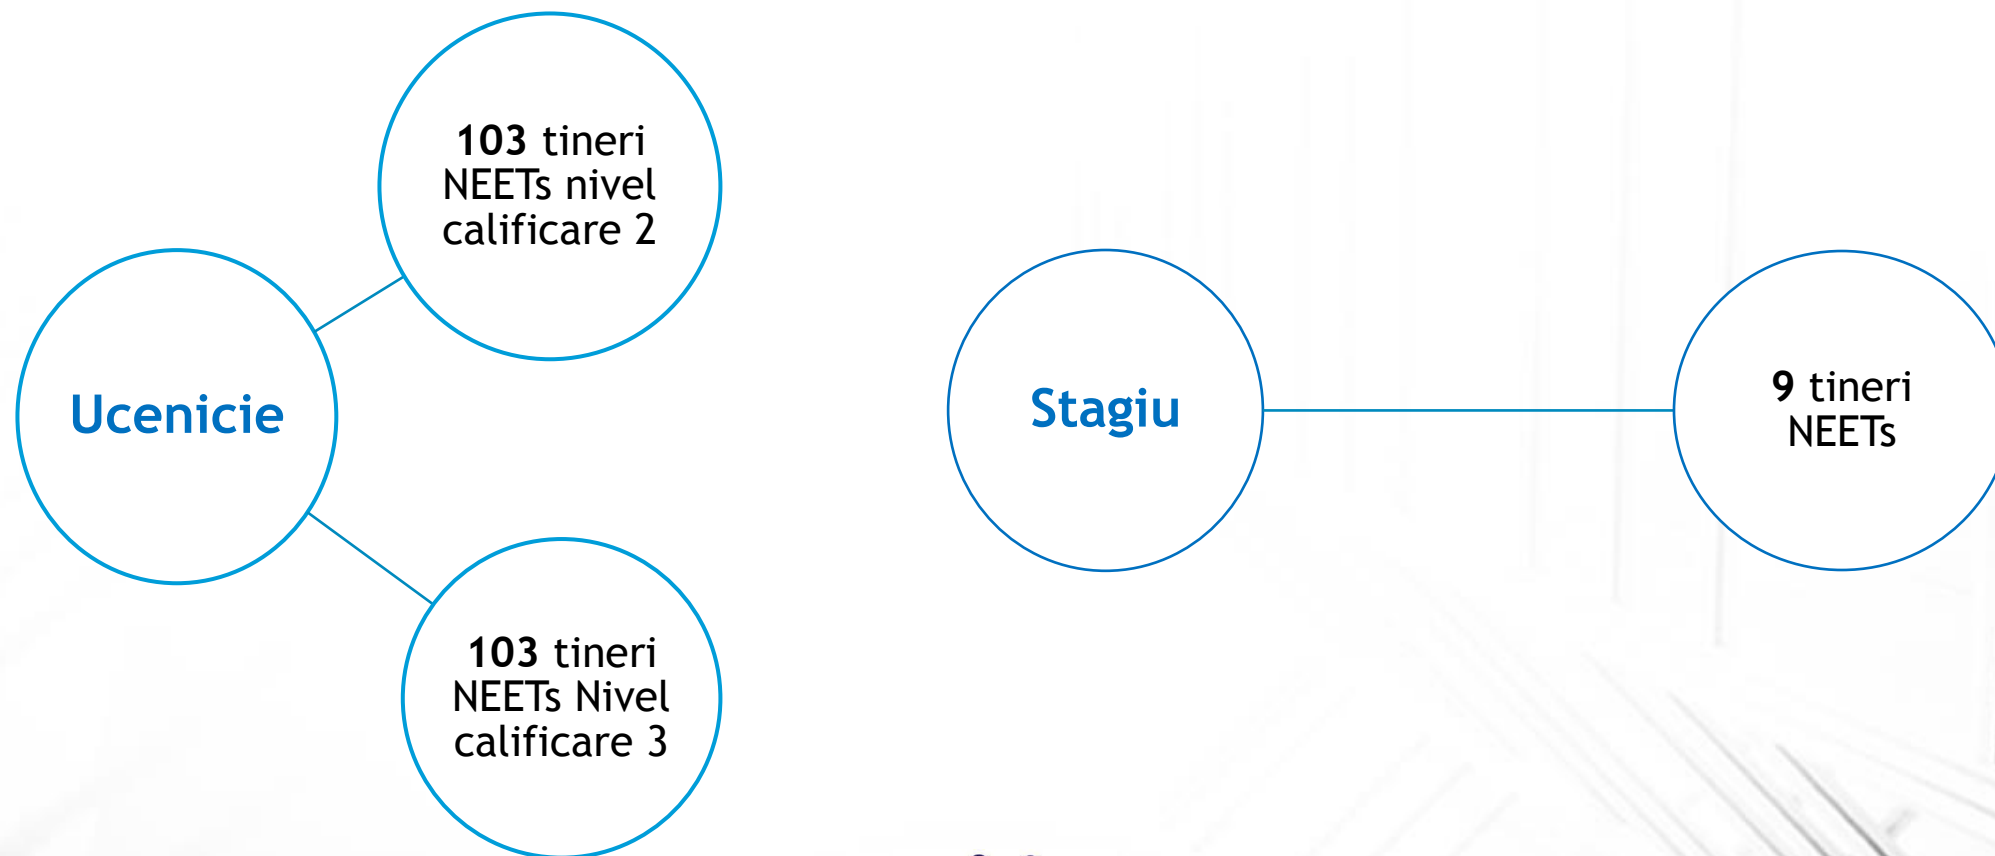 103 tineri
NEETs nivel
calificare 2
Ucenicie
103 tineri
NEETs Nivel
calificare 3
Stagiu
9 tineri
NEETs